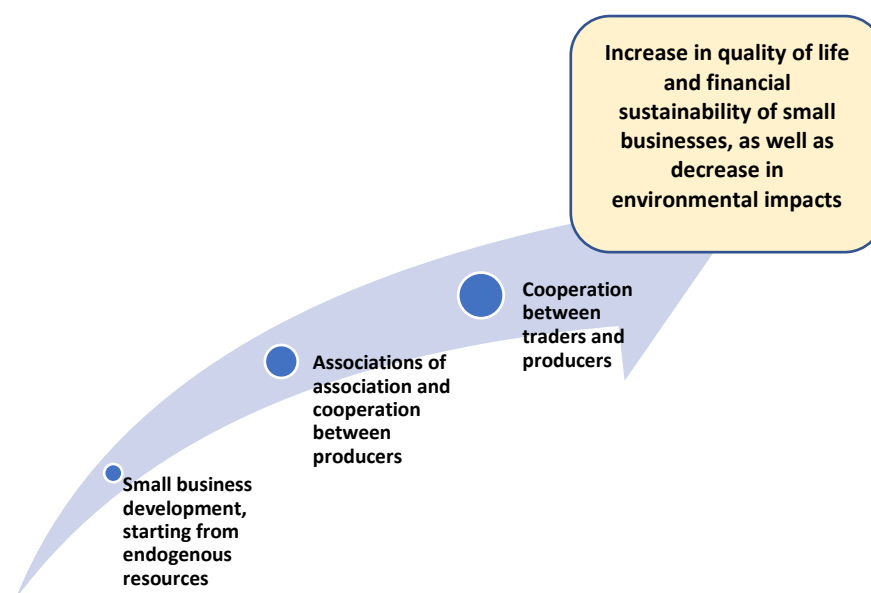 Increase in quality of life
and financial
sustainability of small
businesses, as well as
decrease in
environmental impacts
Cooperation
between
traders and
producers
Associations of
association and
cooperation
between
producers
Small business
development,
starting from
endogenous
resources